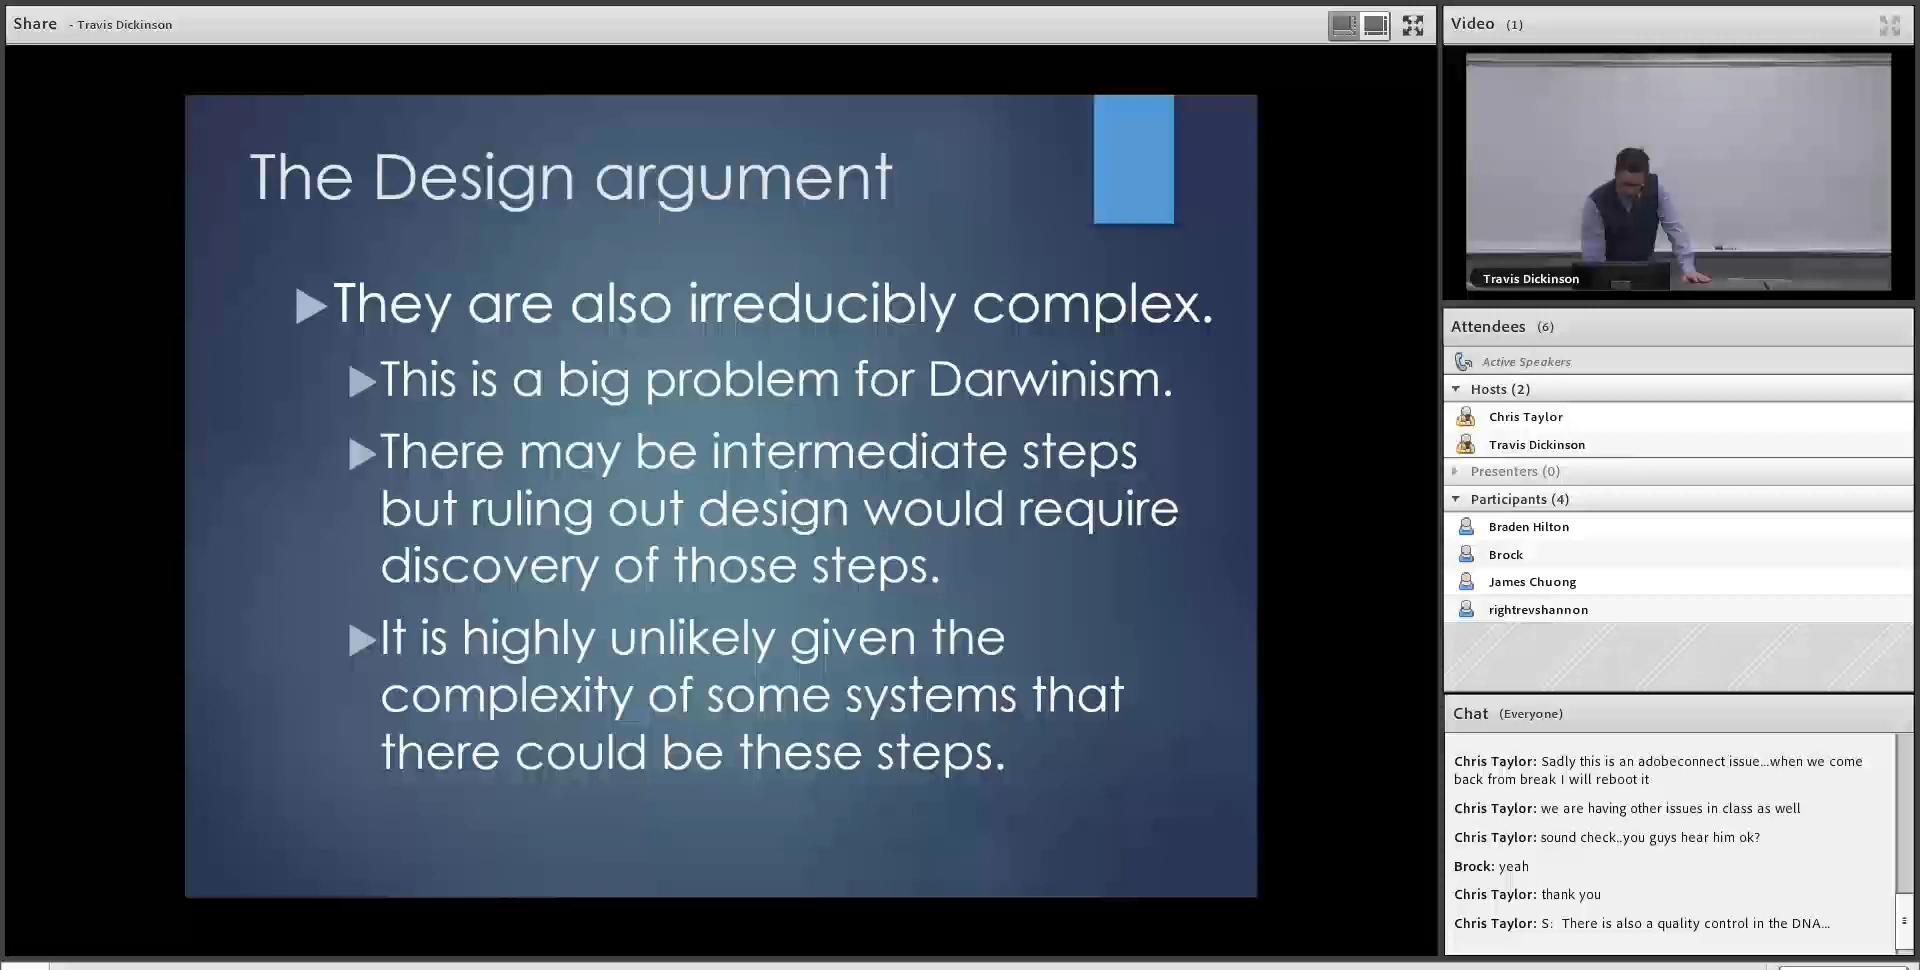 Share - Travis Dickinson
The Design argument
They are also irreducibly complex.
This is a big problem for Darwinism.
There may be intermediate steps
but ruling out design would require
discovery of those steps.
It is highly unlikely given the
complexity of some systems that
there could be these steps.
Video (1)
Travis Dickinson
Attendees (6)
Active Speakers
Hosts (2)
Chris Taylor
Travis Dickinson
Presenters (0)
Participants (4)
Braden Hilton
Brock
James Chuong
rightrevshannon
Chat (Everyone)
Chris Taylor: Sadly this is an adobeconnect issue...when we come
back from break I will reboot it
Chris Taylor: we are having other issues in class as well
Chris Taylor: sound check..you guys hear him ok?
Brock: yeah
Chris Taylor: thank you
Chris Taylor: S: There is also a quality control in the DNA...